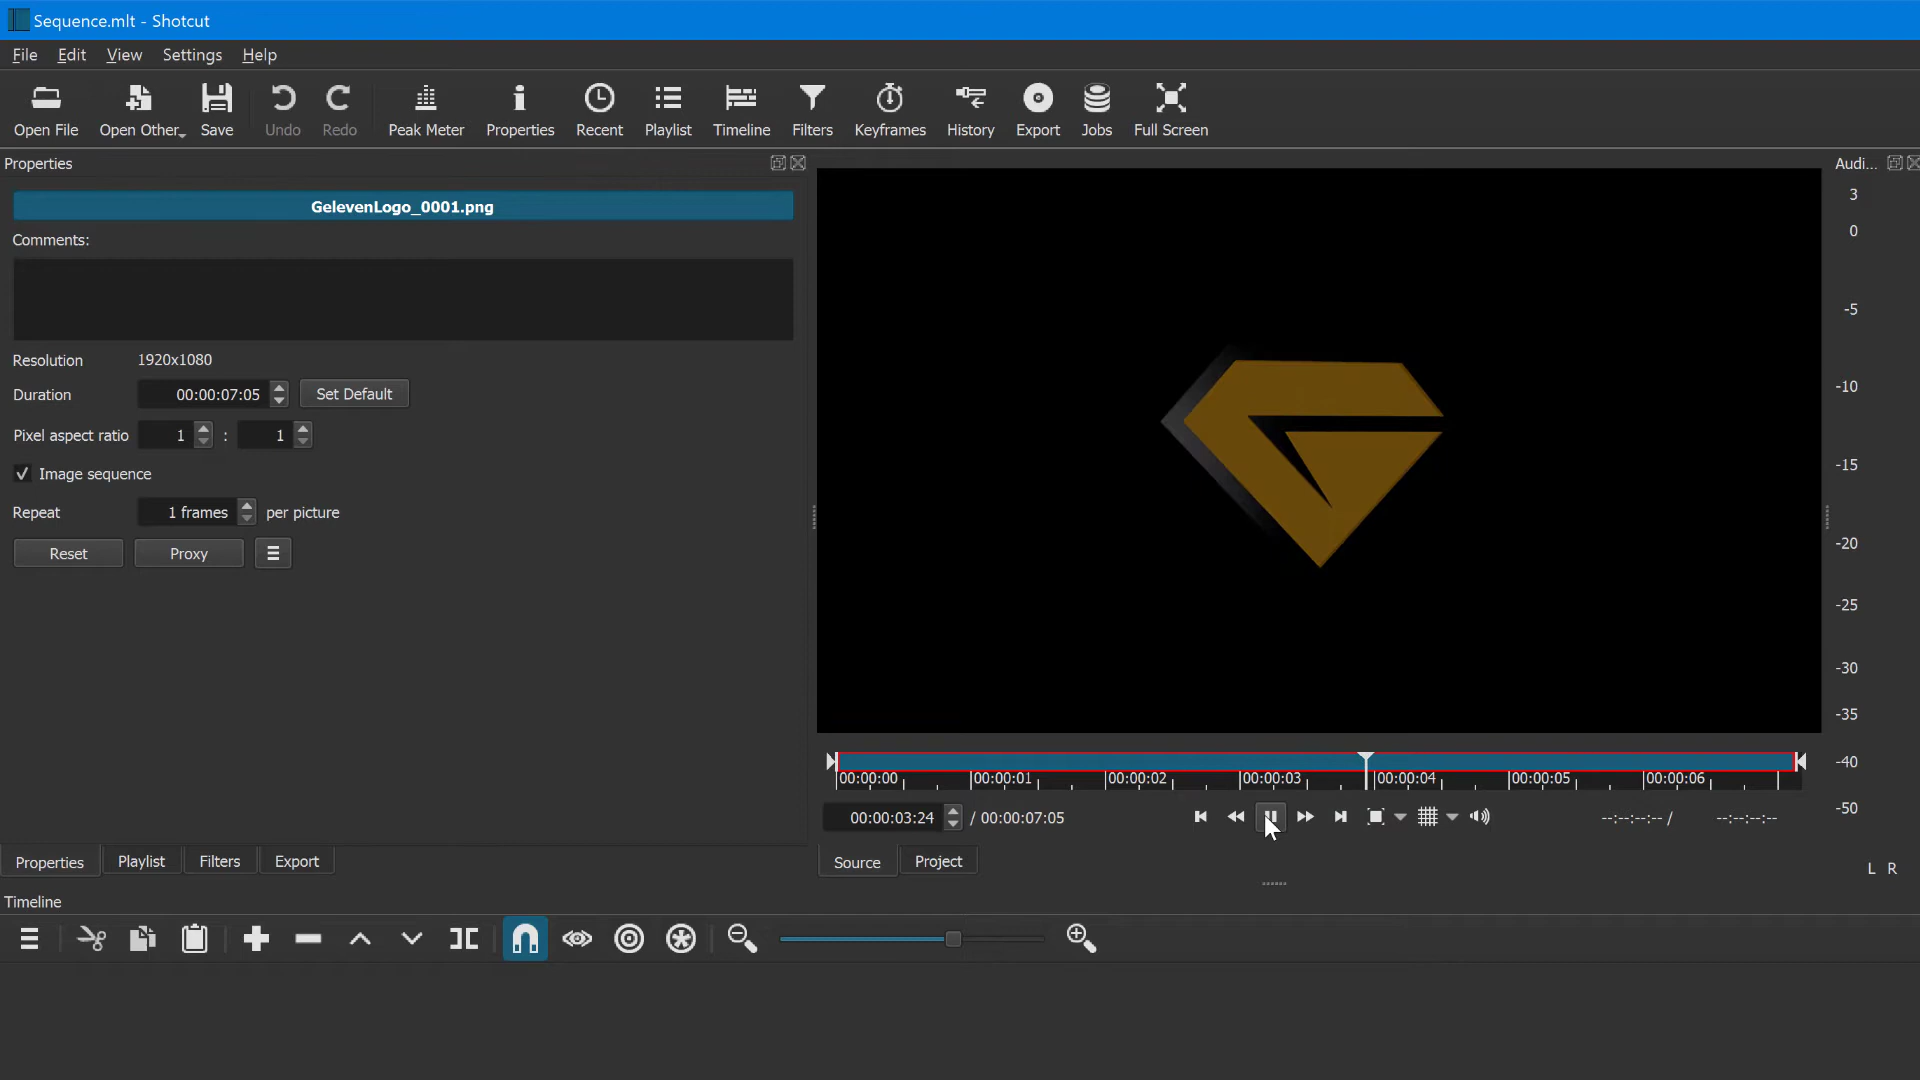 Sequence.mlt - Shotcut
File Edit View Settings Help
Open File Open Other Save Undo Redo Peak Meter Properties Recent Playlist Timeline Filters Keyframes History Export Jobs Full Screen
Properties
GelevenLogo_0001.png
Comments:
Resolution 1920x1080
Duration 00:00:07:05 Set Default
Pixel aspect ratio 1 : 1
Image sequence
Repeat 1 frames per picture
Reset Proxy
Audi...
3
0
-5
-10
-15
-20
-25
-30
-35
-40
-50
00:00:00 00:00:01 00:00:02 00:00:03 00:00:04 00:00:05 00:00:06
00:00:03:24 / 00:00:07:05 --:--:--:-- / --:--:--:--
Properties Playlist Filters Export
Source Project
L R
Timeline